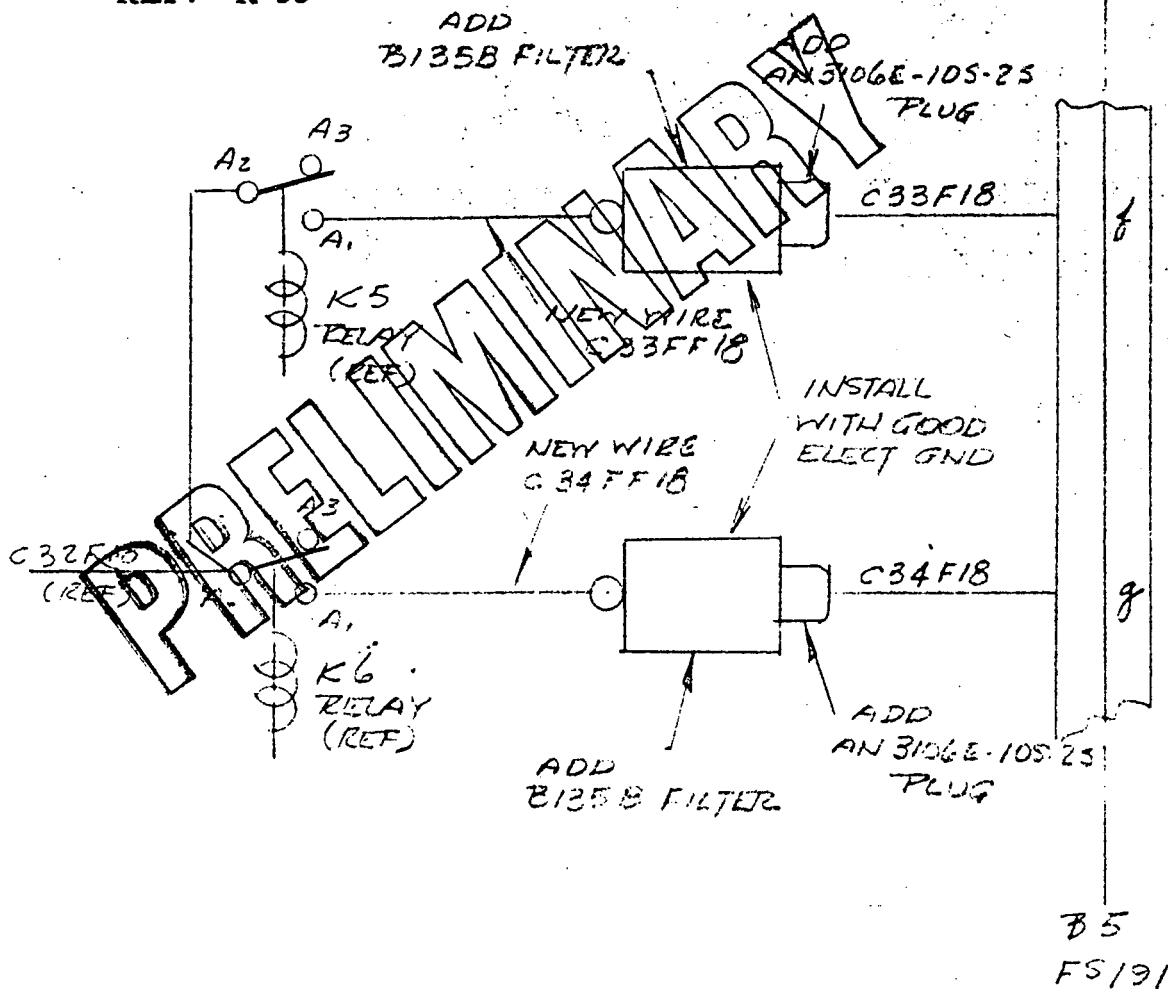 ADD
B135B FILTER
ADD
AN3106E-10S-2S
PLUG
A2
A3
A1
C33F18
f
K5
RELAY
(REF)
NEW WIRE
C33FF18
INSTALL
WITH GOOD
ELECT GND
PRELIMINARY
NEW WIRE
C34FF18
A3
(REF)
A1
C34F18
g
K6
RELAY
(REF)
ADD
B135B FILTER
ADD
AN3106E-10S-2S
PLUG
B5
FS191